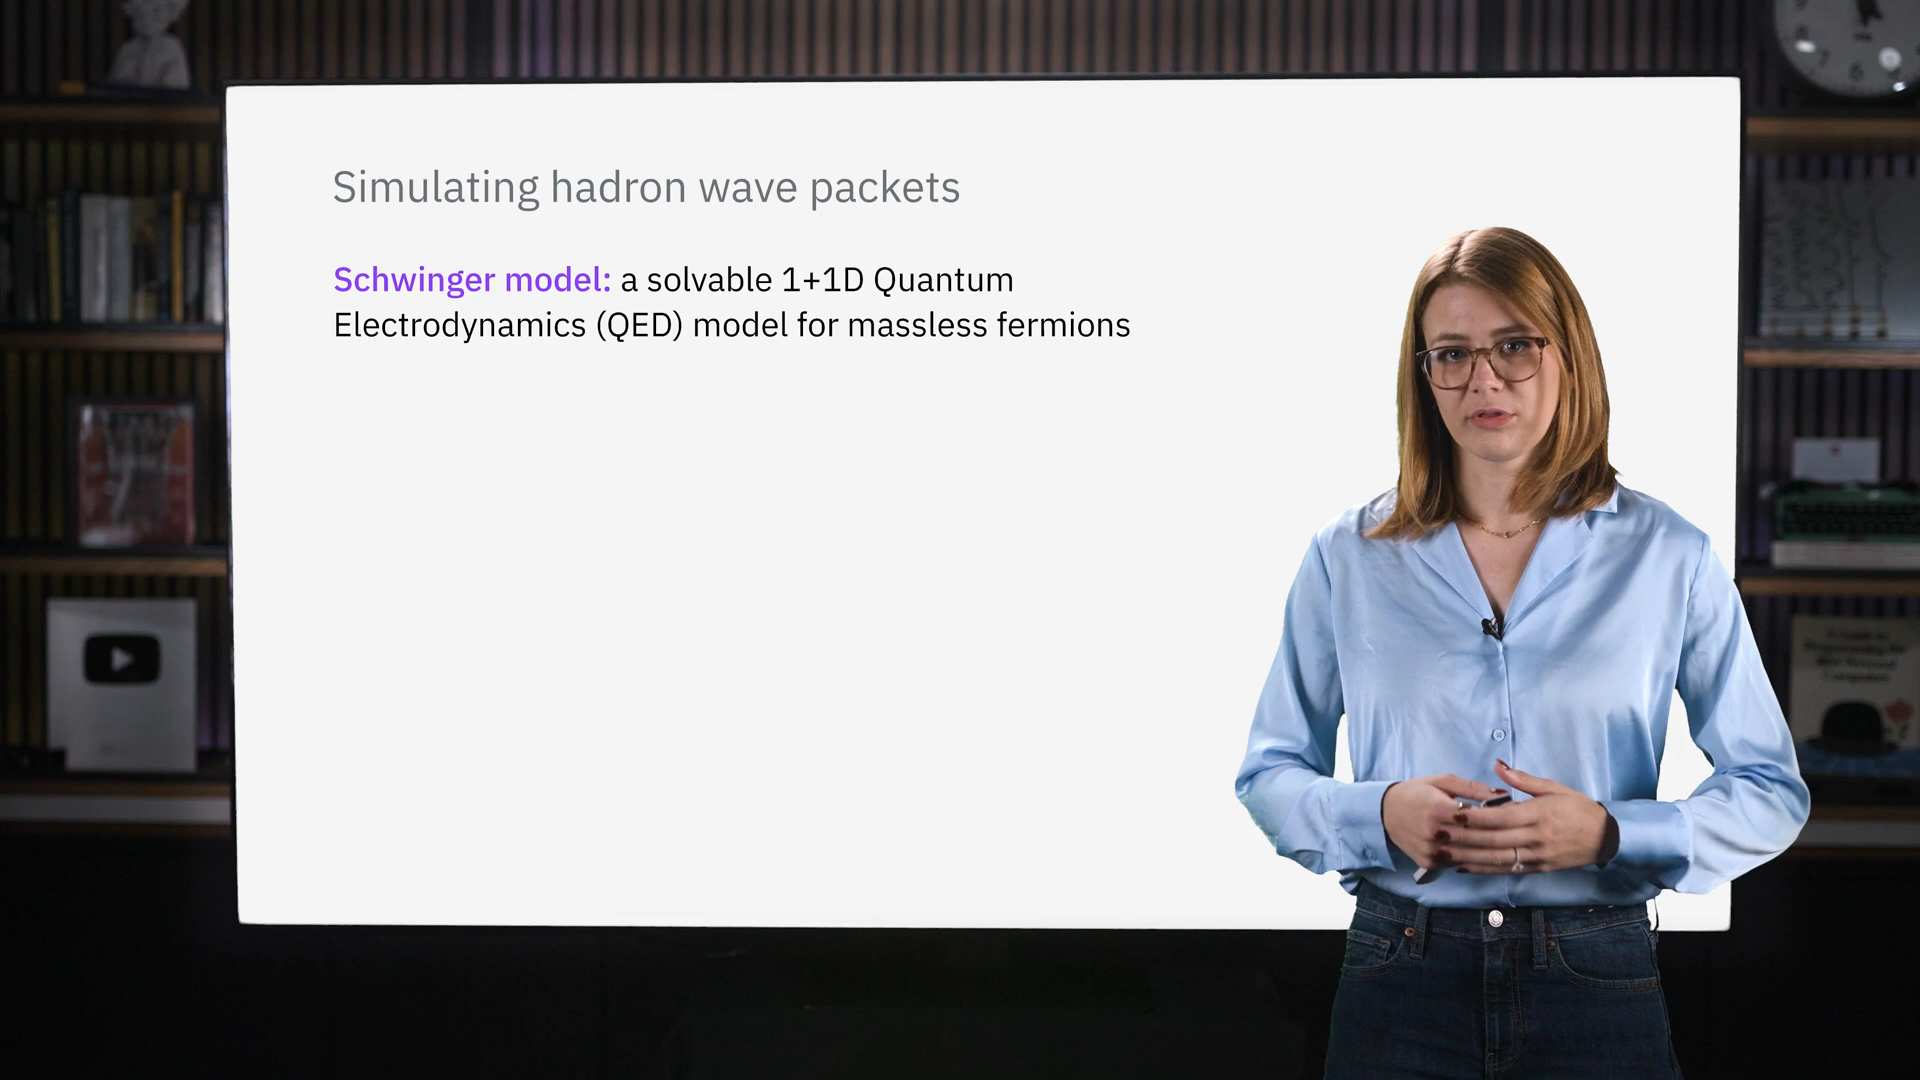 Simulating hadron wave packets
Schwinger model: a solvable 1+1D Quantum
Electrodynamics (QED) model for massless fermions